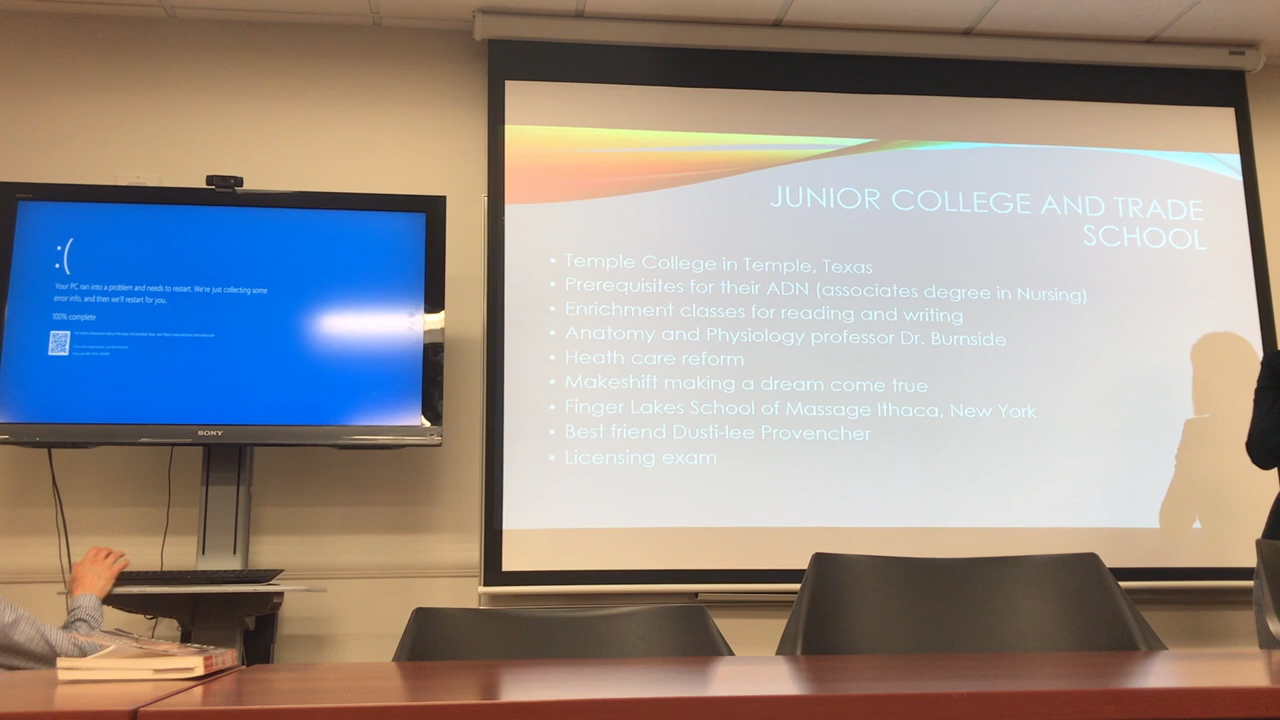 :(
Your PC ran into a problem and needs to restart. We're just collecting some
error info, and then we'll restart for you.
100% complete
SONY
JUNIOR COLLEGE AND TRADE
SCHOOL
• Temple College in Temple, Texas
• Prerequisites for their ADN (associates degree in Nursing)
• Enrichment classes for reading and writing
• Anatomy and Physiology professor Dr. Burnside
• Heath care reform
• Makeshift making a dream come true
• Finger Lakes School of Massage Ithaca, New York
• Best friend Dusti-lee Provencher
• Licensing exam